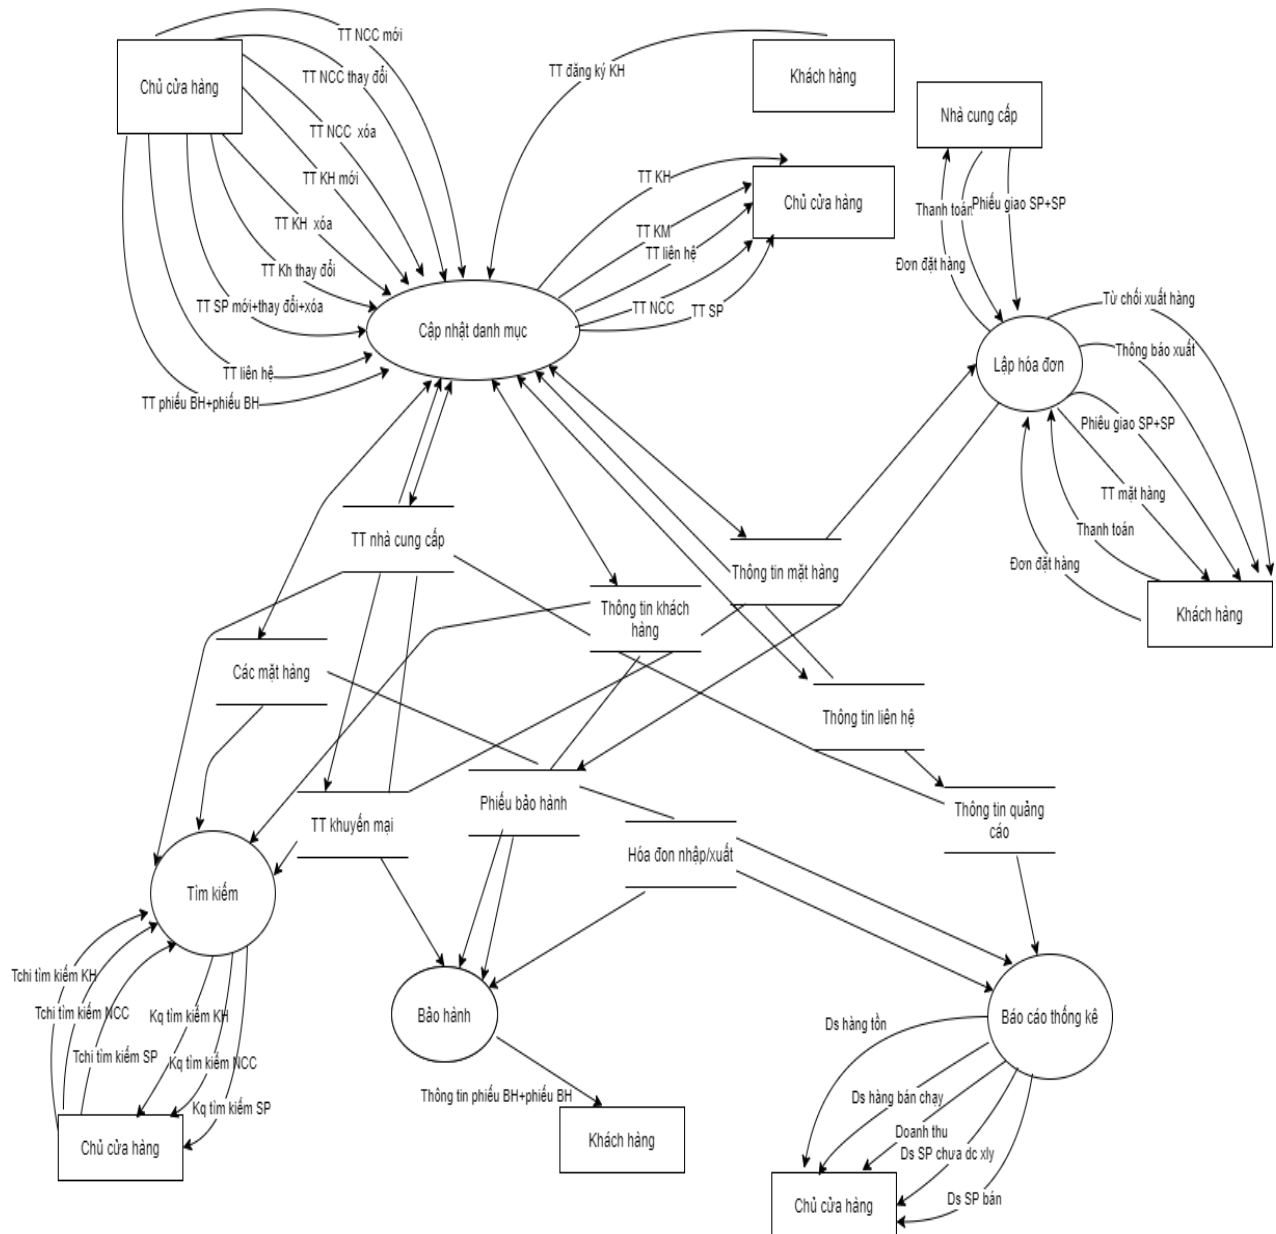 TT NCC mới
Chủ cửa hàng
TT NCC thay đổi
TT đăng ký KH
Khách hàng
Nhà cung cấp
TT NCC xóa
TT KH mới
TT KH
Chủ cửa hàng
Thanh toán
Phiếu giao SP+SP
TT KH xóa
TT KM
TT liên hệ
Đơn đặt hàng
TT Kh thay đổi
TT SP mới+thay đổi+xóa
TT NCC
TT SP
Từ chối xuất hàng
Cập nhật danh mục
Thông báo xuất
Lập hóa đơn
TT liên hệ
TT phiếu BH+phiếu BH
Phiêu giao SP+SP
TT mặt hàng
Thanh toán
TT nhà cung cấp
Đơn đặt hàng
Thông tin mặt hàng
Thông tin khách
hàng
Khách hàng
Các mặt hàng
Thông tin liên hệ
Phiếu bảo hành
Thông tin quảng
cáo
TT khuyến mại
Hóa đon nhập/xuất
Tìm kiếm
Tchi tìm kiếm KH
Tchi tìm kiếm NCC
Kq tìm kiếm KH
Bảo hành
Báo cáo thống kê
Ds hàng tồn
Tchi tìm kiếm SP
Kq tìm kiếm NCC
Kq tìm kiếm SP
Thông tin phiếu BH+phiếu BH
Ds hàng bán chạy
Doanh thu
Chủ cửa hàng
Khách hàng
Ds SP chưa dc xly
Ds SP bán
Chủ cửa hàng